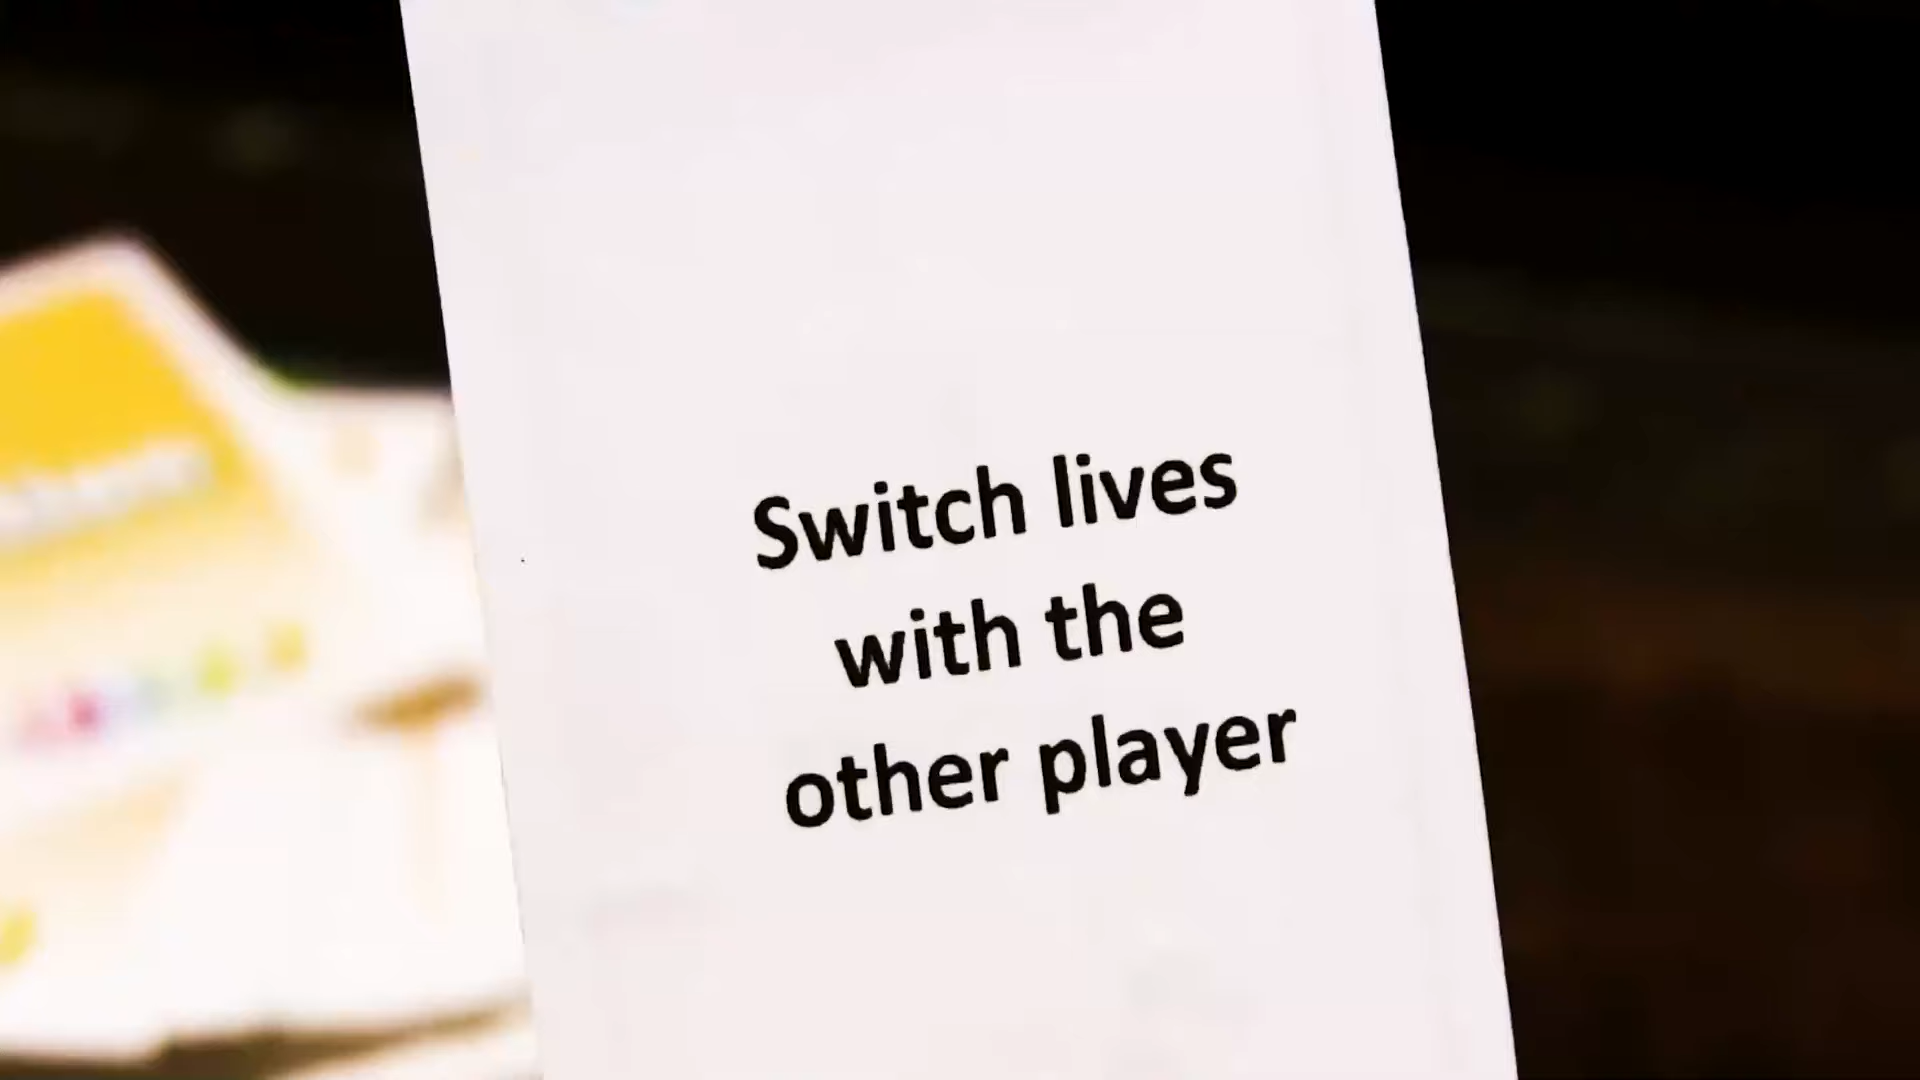 Switch lives
with the
other player